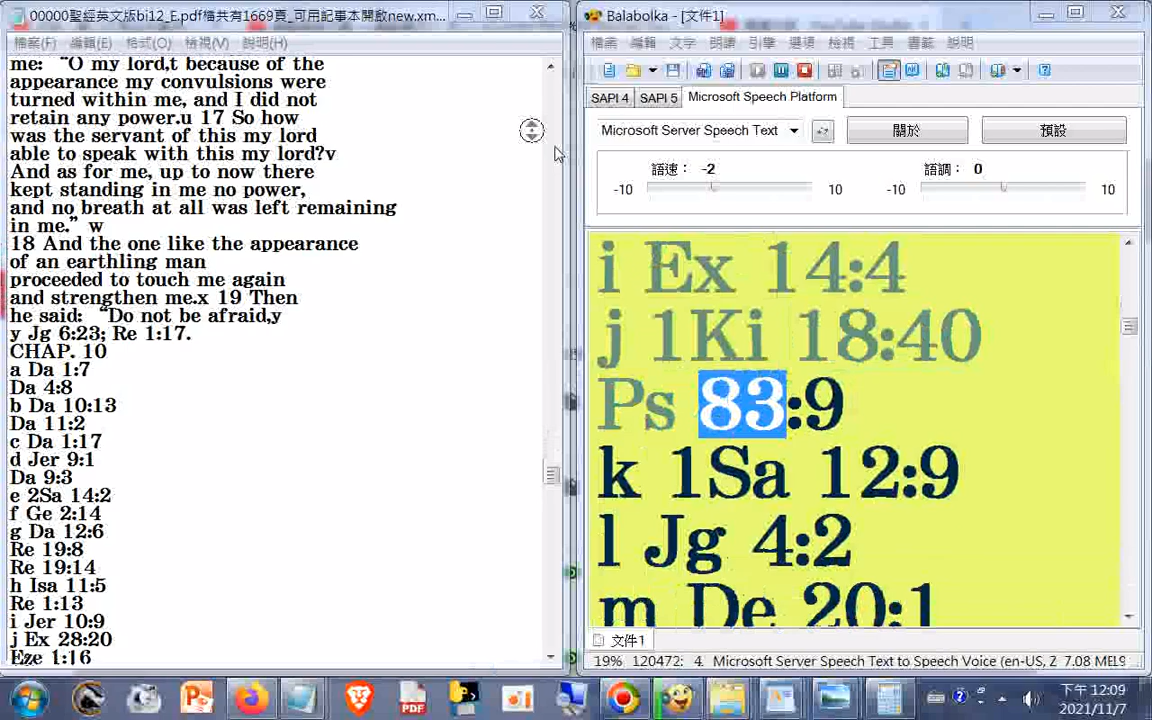 00000聖經英文版bi12_E.pdf檔共有1669頁_可用記事本開啟new.xm...
檔案(F) 編輯(E) 格式(O) 檢視(V) 說明(H)
me: “O my lord,t because of the
appearance my convulsions were
turned within me, and I did not
retain any power.u 17 So how
was the servant of this my lord
able to speak with this my lord?v
And as for me, up to now there
kept standing in me no power,
and no breath at all was left remaining
in me.” w
18 And the one like the appearance
of an earthling man
proceeded to touch me again
and strengthen me.x 19 Then
he said: “Do not be afraid,y
y Jg 6:23; Re 1:17.
CHAP. 10
a Da 1:7
Da 4:8
b Da 10:13
Da 11:2
c Da 1:17
d Jer 9:1
Da 9:3
e 2Sa 14:2
f Ge 2:14
g Da 12:6
Re 19:8
Re 19:14
h Isa 11:5
Re 1:13
i Jer 10:9
j Ex 28:20
Eze 1:16
Balabolka - [文件1]
檔案 編輯 文字 朗讀 引擎 選項 檢視 工具 書籤 說明
SAPI 4 SAPI 5 Microsoft Speech Platform
Microsoft Server Speech Text 關於 預設
語速： -2 語調： 0
-10 10 -10 10
i Ex 14:4
j 1Ki 18:40
Ps 83:9
k 1Sa 12:9
l Jg 4:2
m De 20:1
文件1
19% 120472: 4. Microsoft Server Speech Text to Speech Voice (en-US, 2 7.08 MB
下午 12:09
2021/11/7